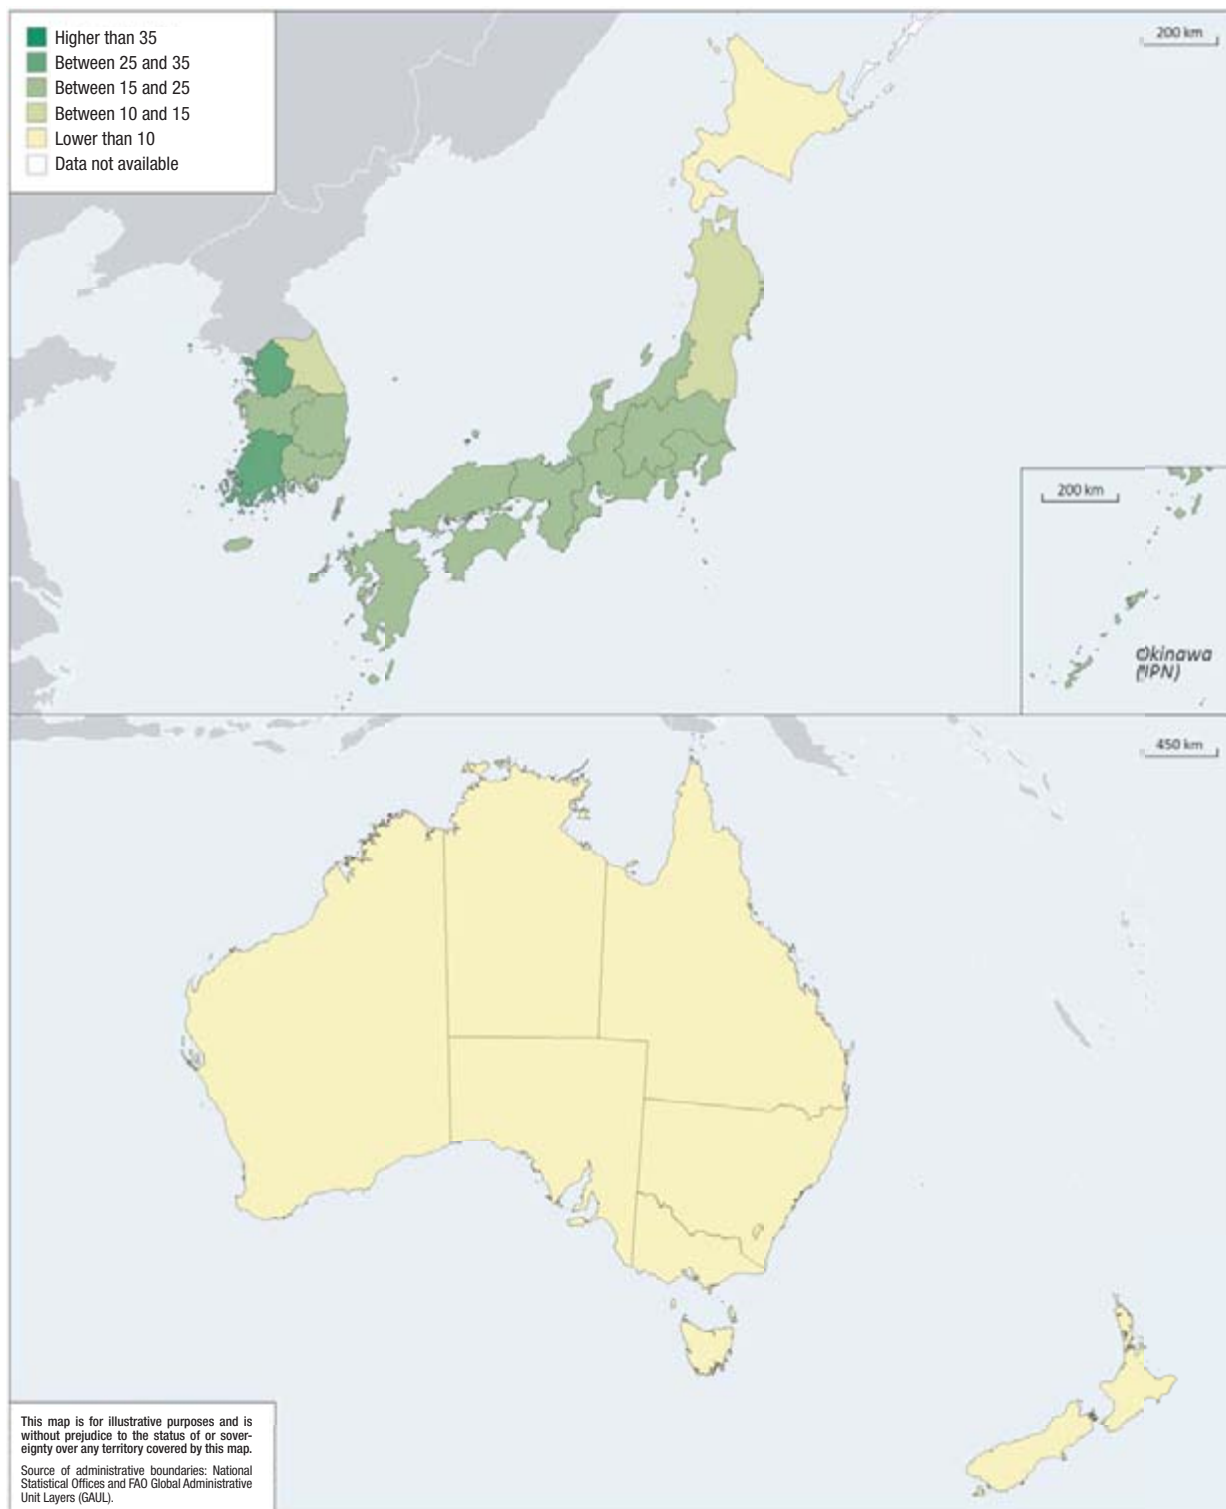 Higher than 35
Between 25 and 35
Between 15 and 25
Between 10 and 15
Lower than 10
Data not available
200 km
200 km
Okinawa
(JPN)
450 km
This map is for illustrative purposes and is
without prejudice to the status of or sover-
eignty over any territory covered by this map.
Source of administrative boundaries: National
Statistical Offices and FAO Global Administrative
Unit Layers (GAUL).